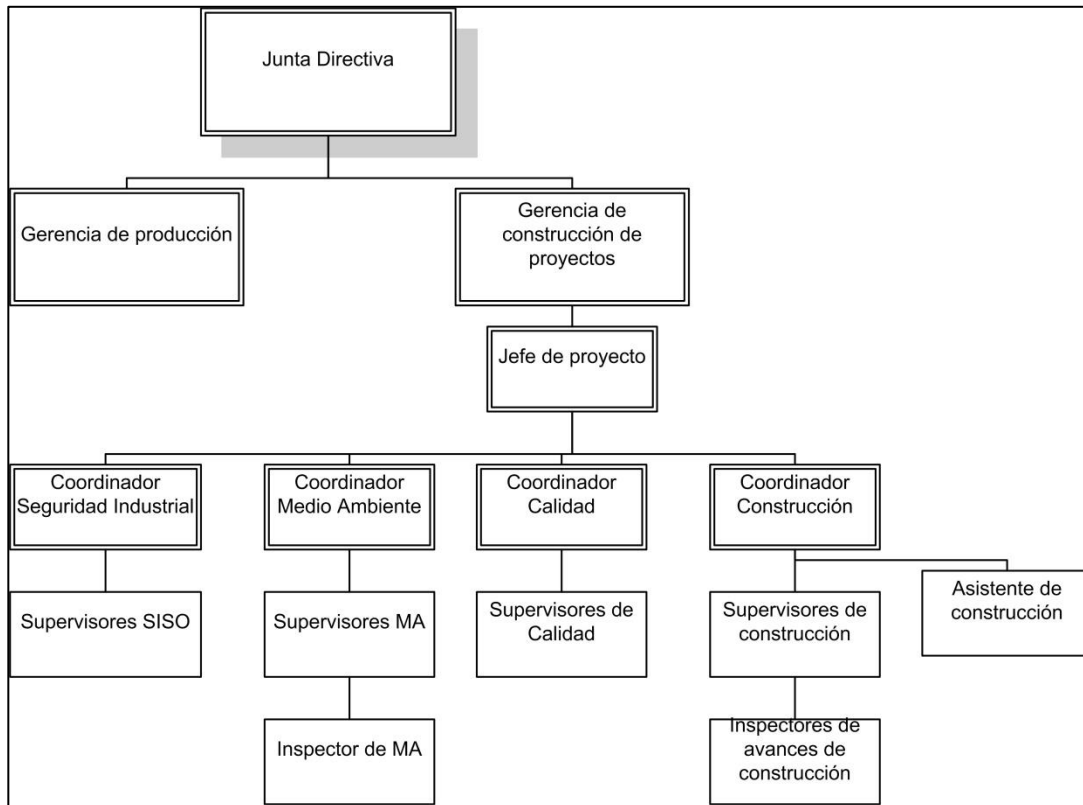 Junta Directiva
Gerencia de producción
Gerencia de
construcción de
proyectos
Jefe de proyecto
Coordinador
Seguridad Industrial
Coordinador
Medio Ambiente
Coordinador
Calidad
Coordinador
Construcción
Supervisores SISO
Supervisores MA
Supervisores de
Calidad
Supervisores de
construcción
Asistente de
construcción
Inspector de MA
Inspectores de
avances de
construcción